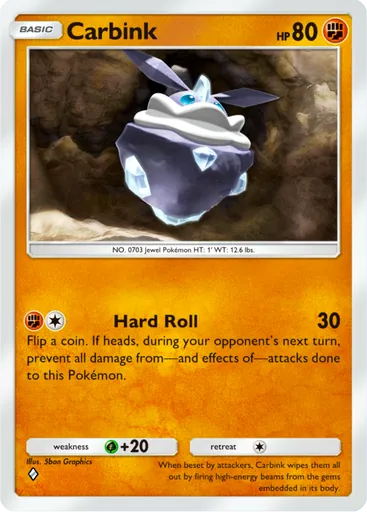 BASIC Carbink HP 80
NO. 0703 Jewel Pokémon HT: 1' WT: 12.6 lbs.
Hard Roll 30
Flip a coin. If heads, during your opponent's next turn,
prevent all damage from—and effects of—attacks done
to this Pokémon.
weakness +20 retreat
Illus. 5ban Graphics
When beset by attackers, Carbink wipes them all
out by firing high-energy beams from the gems
embedded in its body.